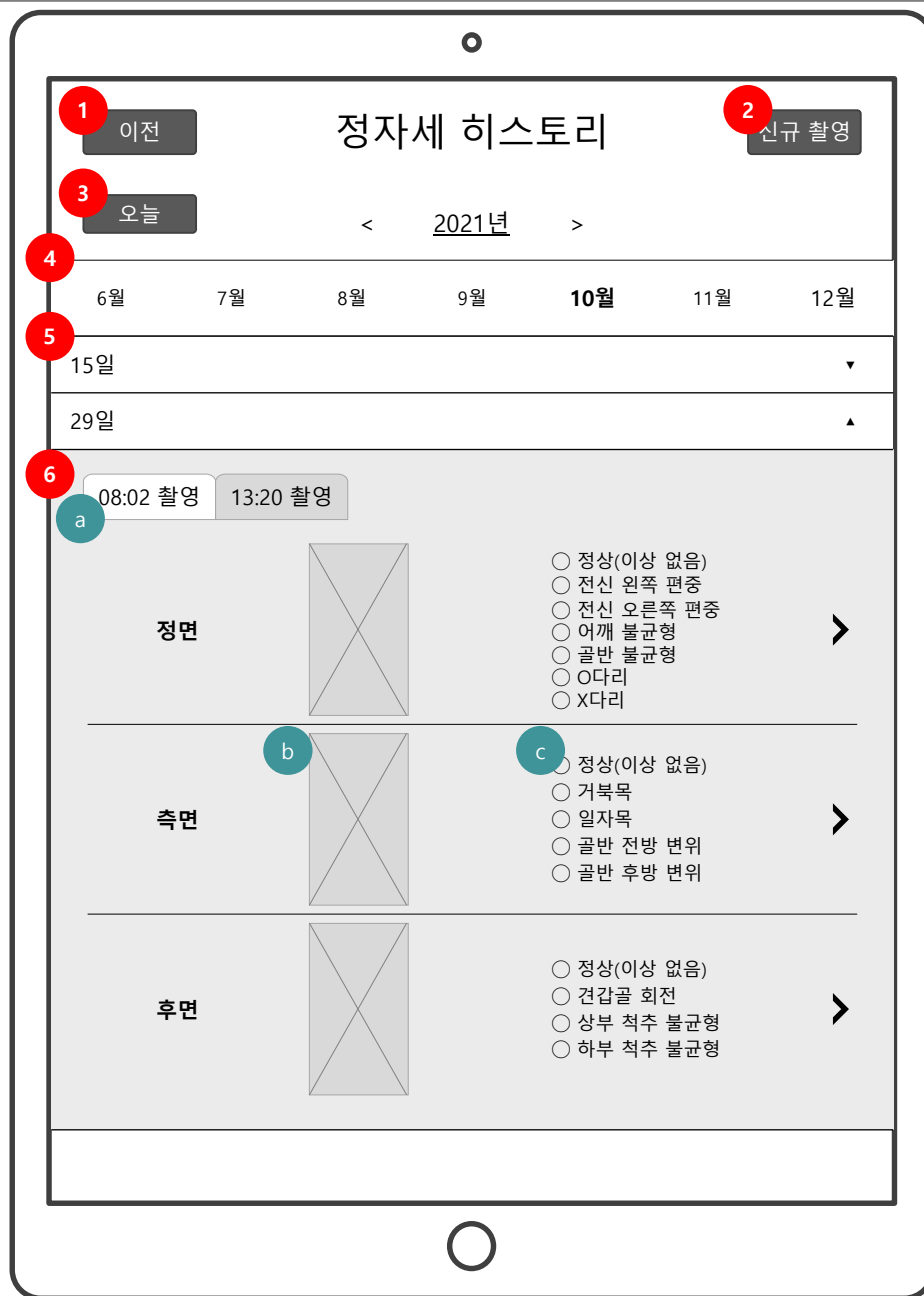 1
이전
정자세 히스토리
2
신규 촬영
3
오늘
< 2021년 >
4
6월 7월 8월 9월 10월 11월 12월
5
15일 ▼
29일 ▲
6
a
08:02 촬영 13:20 촬영
정면
○ 정상(이상 없음)
○ 전신 왼쪽 편중
○ 전신 오른쪽 편중
○ 어깨 불균형
○ 골반 불균형
○ O다리
○ X다리
b
측면
c
○ 정상(이상 없음)
○ 거북목
○ 일자목
○ 골반 전방 변위
○ 골반 후방 변위
후면
○ 정상(이상 없음)
○ 견갑골 회전
○ 상부 척추 불균형
○ 하부 척추 불균형